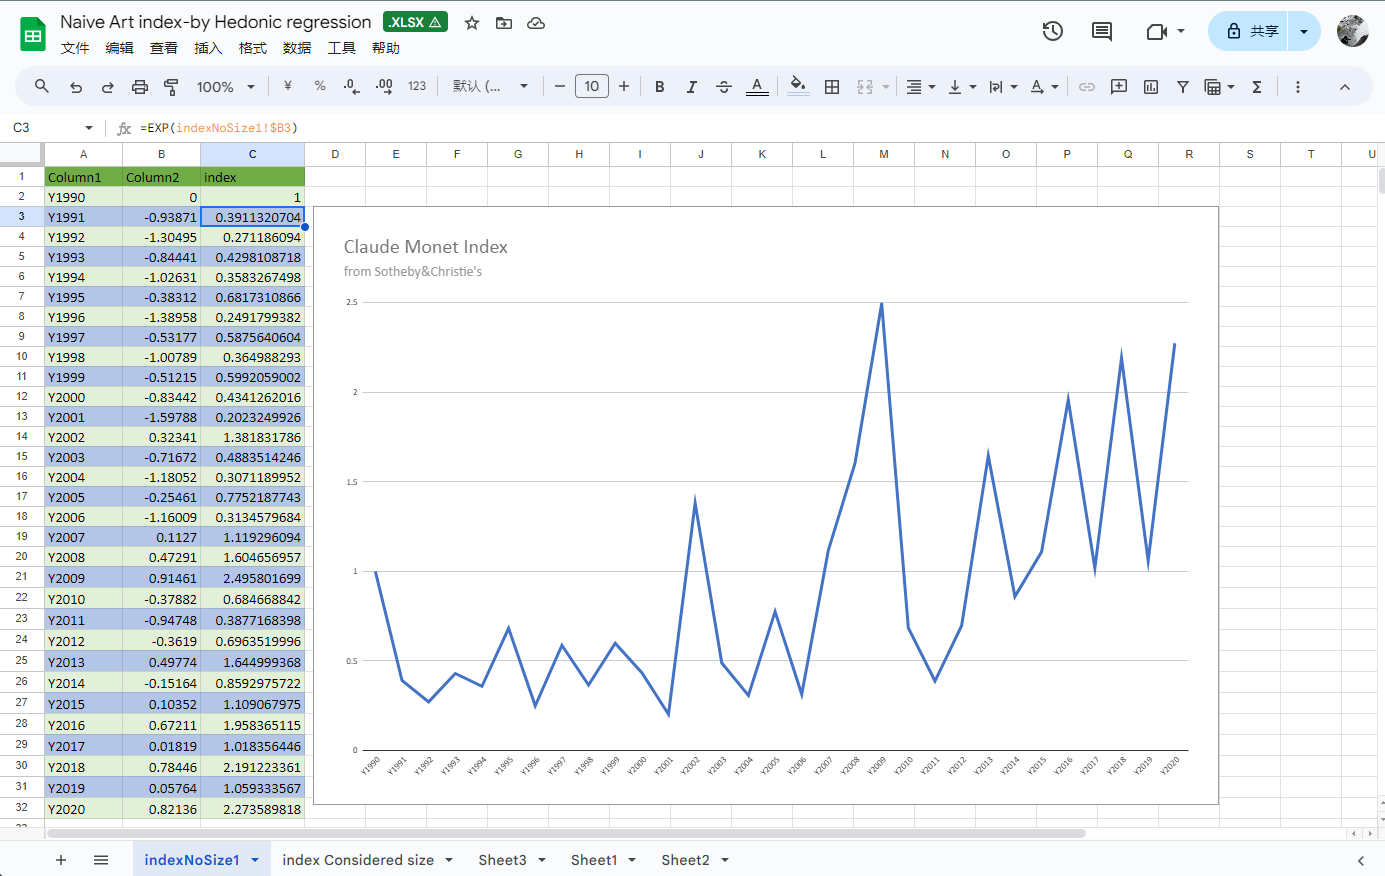 Naive Art index-by Hedonic regression .XLSX
文件 编辑 查看 插入 格式 数据 工具 帮助
共享
100% ¥ % .0 .00 123 默认 (... − 10 + B I S A A Σ
C3 fx =EXP(indexNoSize1!$B3)
A B C D E F G H I J K L M N O P Q R S T U
1 Column1 Column2 index
2 Y1990 0 1
3 Y1991 -0.93871 0.3911320704
4 Y1992 -1.30495 0.271186094
5 Y1993 -0.84441 0.4298108718
6 Y1994 -1.02631 0.3583267498
7 Y1995 -0.38312 0.6817310866
8 Y1996 -1.38958 0.2491799382
9 Y1997 -0.53177 0.5875640604
10 Y1998 -1.00789 0.364988293
11 Y1999 -0.51215 0.5992059002
12 Y2000 -0.83442 0.4341262016
13 Y2001 -1.59788 0.2023249926
14 Y2002 0.32341 1.381831786
15 Y2003 -0.71672 0.4883514246
16 Y2004 -1.18052 0.3071189952
17 Y2005 -0.25461 0.7752187743
18 Y2006 -1.16009 0.3134579684
19 Y2007 0.1127 1.119296094
20 Y2008 0.47291 1.604656957
21 Y2009 0.91461 2.495801699
22 Y2010 -0.37882 0.684668842
23 Y2011 -0.94748 0.3877168398
24 Y2012 -0.3619 0.6963519996
25 Y2013 0.49774 1.644999368
26 Y2014 -0.15164 0.8592975722
27 Y2015 0.10352 1.109067975
28 Y2016 0.67211 1.958365115
29 Y2017 0.01819 1.018356446
30 Y2018 0.78446 2.191223361
31 Y2019 0.05764 1.059333567
32 Y2020 0.82136 2.273589818
Claude Monet Index
from Sotheby&Christie's
2.5
2
1.5
1
0.5
0
Y1990 Y1991 Y1992 Y1993 Y1994 Y1995 Y1996 Y1997 Y1998 Y1999 Y2000 Y2001 Y2002 Y2003 Y2004 Y2005 Y2006 Y2007 Y2008 Y2009 Y2010 Y2011 Y2012 Y2013 Y2014 Y2015 Y2016 Y2017 Y2018 Y2019 Y2020
indexNoSize1 index Considered size Sheet3 Sheet1 Sheet2